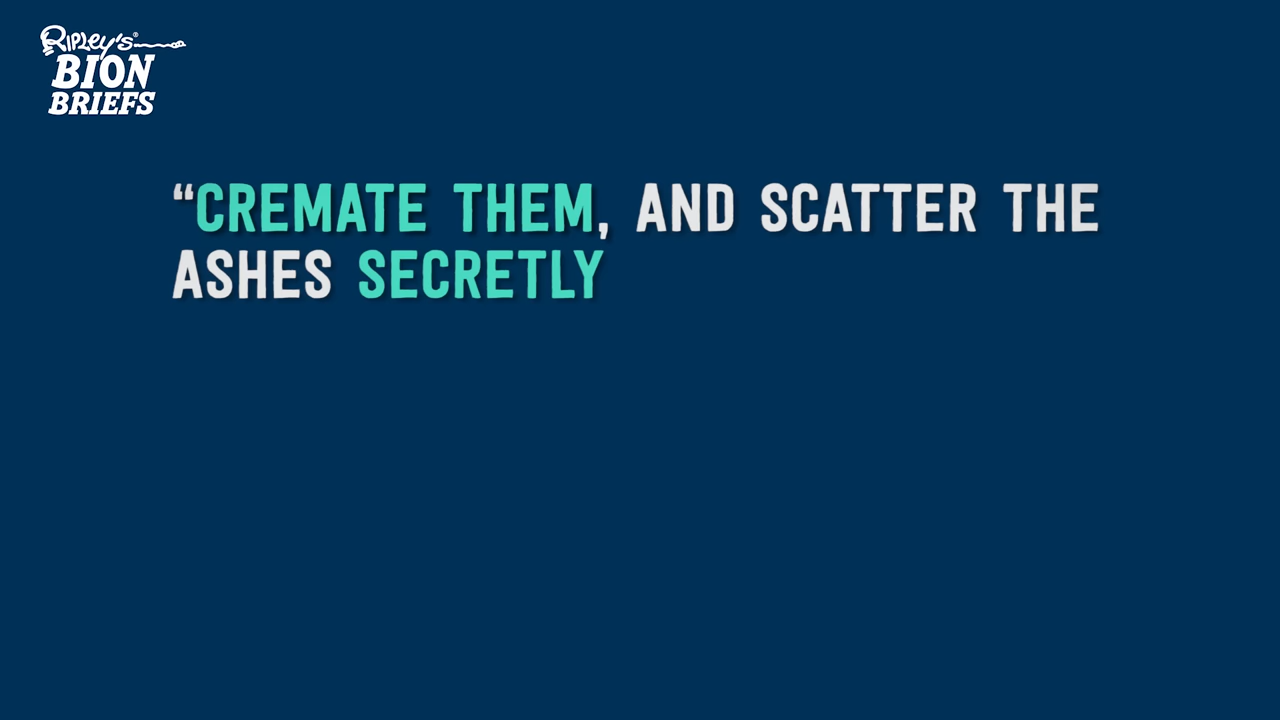 Ripley's®
BION
BRIEFS
“CREMATE THEM, AND SCATTER THE
ASHES SECRETLY